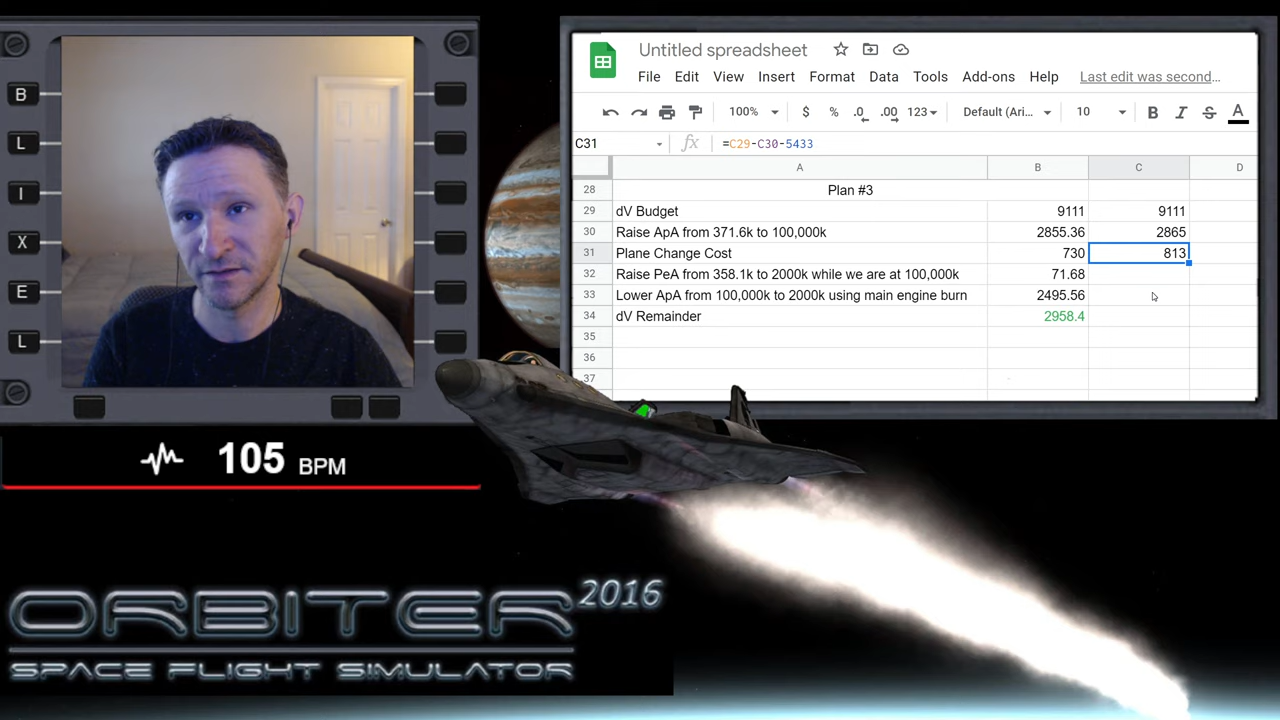 B
L
I
X
E
L
105 BPM
ORBITER 2016
SPACE FLIGHT SIMULATOR
Untitled spreadsheet
File Edit View Insert Format Data Tools Add-ons Help Last edit was second...
100% $ % .0 .00 123 Default (Ari... 10 B I S A
C31 fx =C29-C30-5433
A B C D
28 Plan #3
29 dV Budget 9111 9111
30 Raise ApA from 371.6k to 100,000k 2855.36 2865
31 Plane Change Cost 730 813
32 Raise PeA from 358.1k to 2000k while we are at 100,000k 71.68
33 Lower ApA from 100,000k to 2000k using main engine burn 2495.56
34 dV Remainder 2958.4
35
36
37